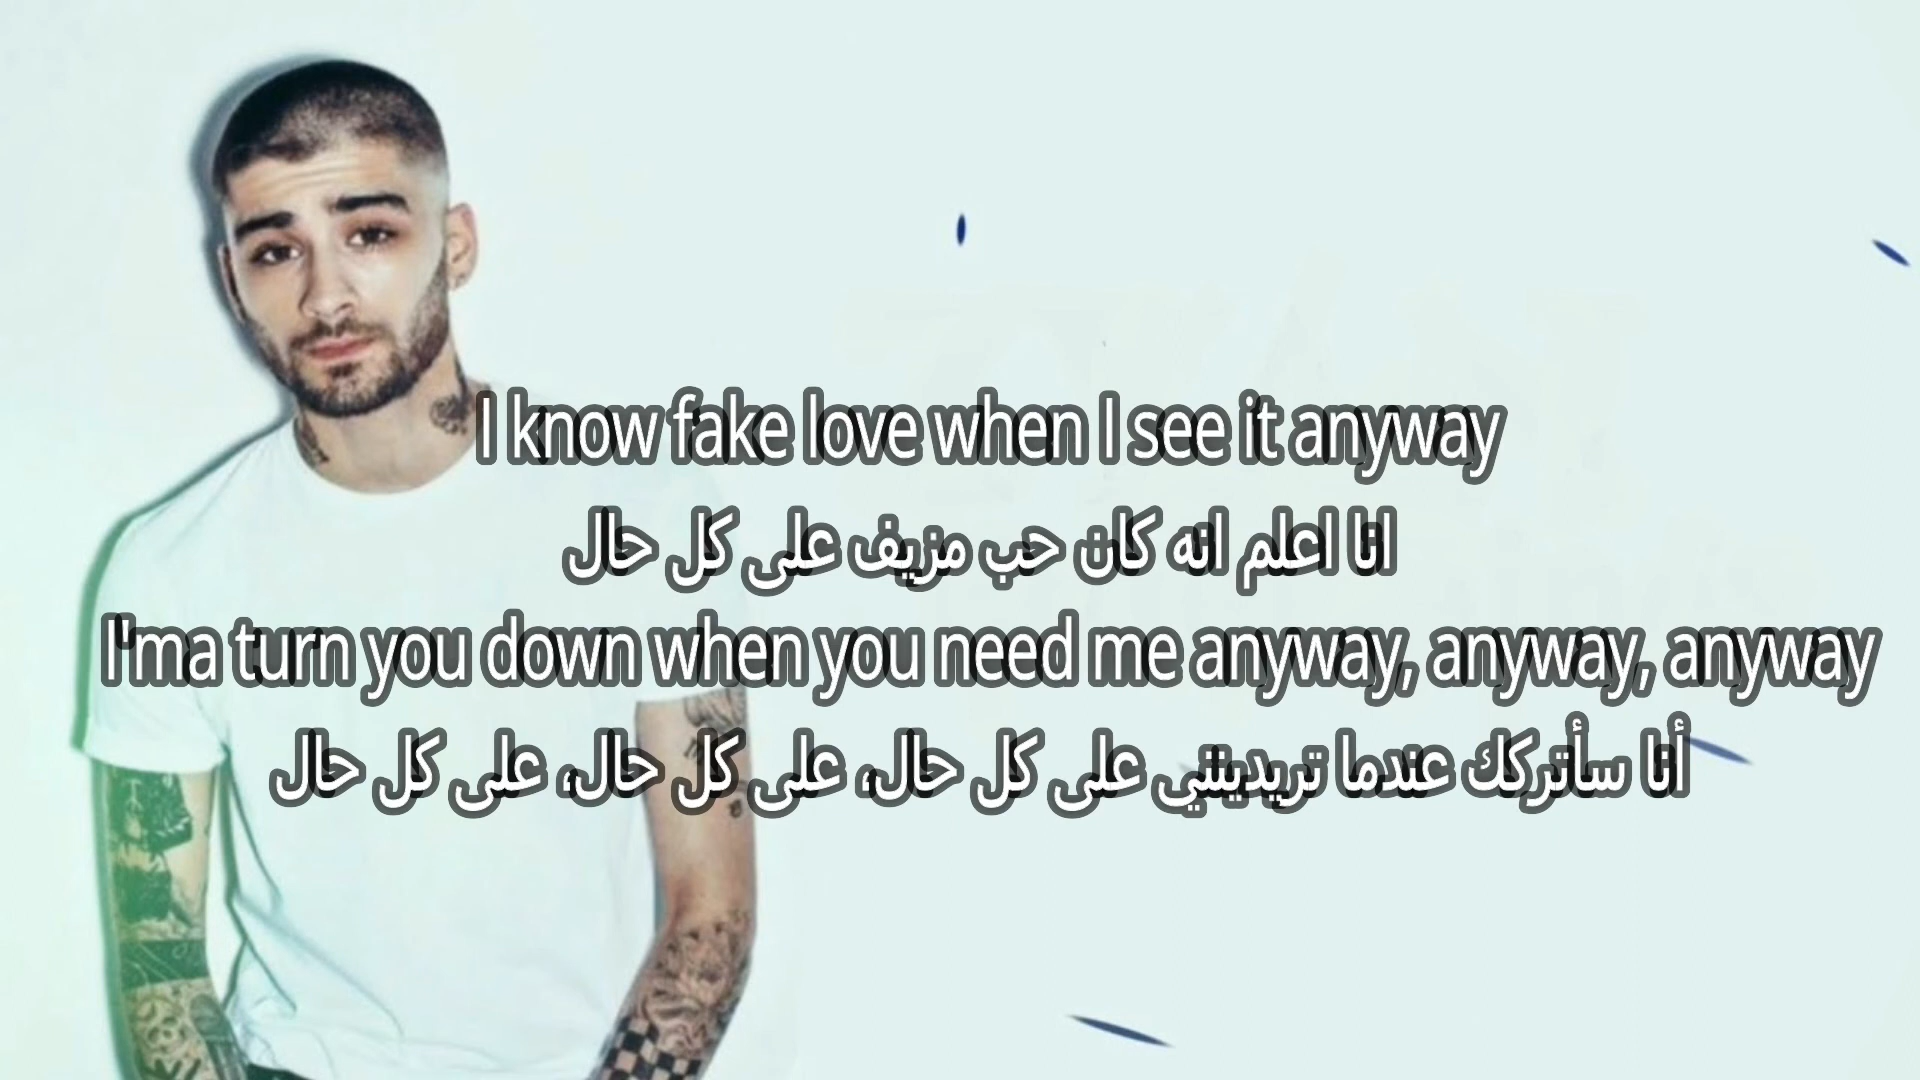 I know fake love when I see it anyway
انا اعلم انه كان حب مزيف على كل حال
I'ma turn you down when you need me anyway, anyway, anyway
أنا سأتركك عندما تريدينني على كل حال، على كل حال، على كل حال